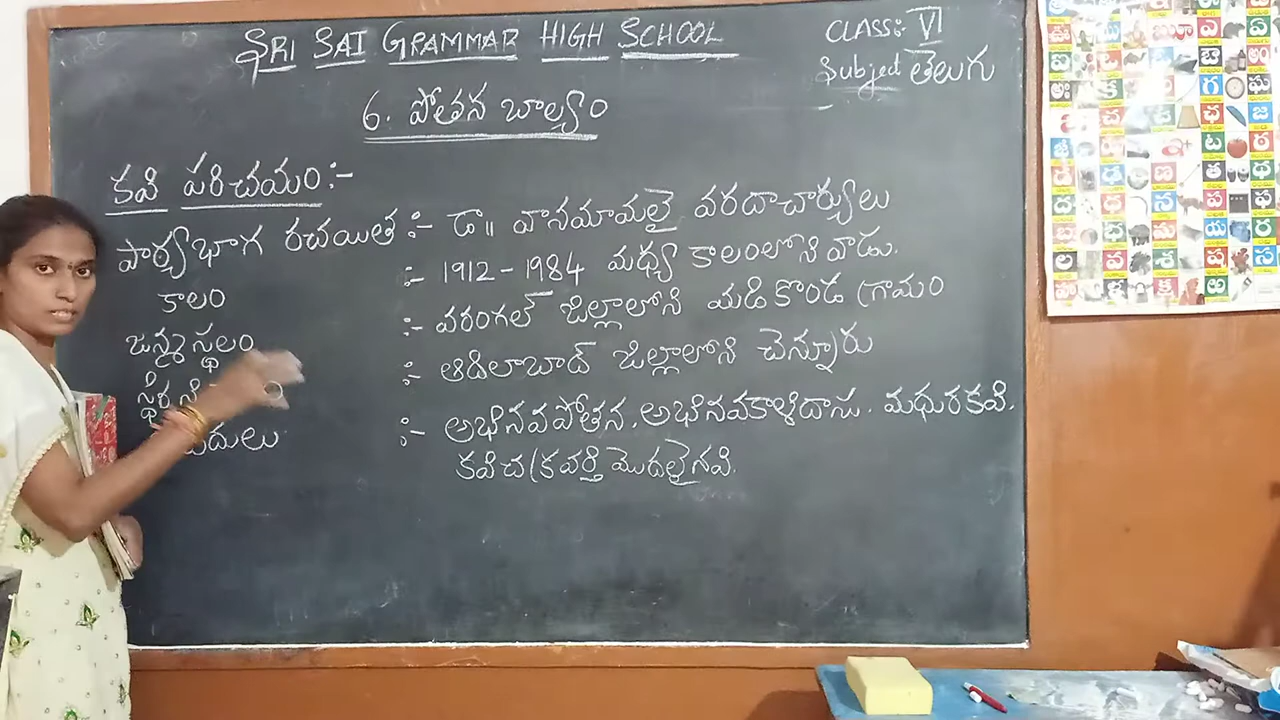 SRI SAI GRAMMAR HIGH SCHOOL
CLASS:- VI
Subject తెలుగు
6. పోతన బాల్యం
కవి పరిచయం:-
పాఠ్యభాగ రచయిత :- డా॥ వానమామలై వరదాచార్యులు
కాలం :- 1912-1984 మధ్య కాలంలోని వాడు.
జన్మస్థలం :- వరంగల్ జిల్లాలోని మడికొండ గ్రామం
:- ఆదిలాబాద్ జిల్లాలోని చెన్నూరు
:- అభినవపోతన. అభినవకాళిదాసు. మధురకవి.
కవిచక్రవర్తి మొదలైనవి.